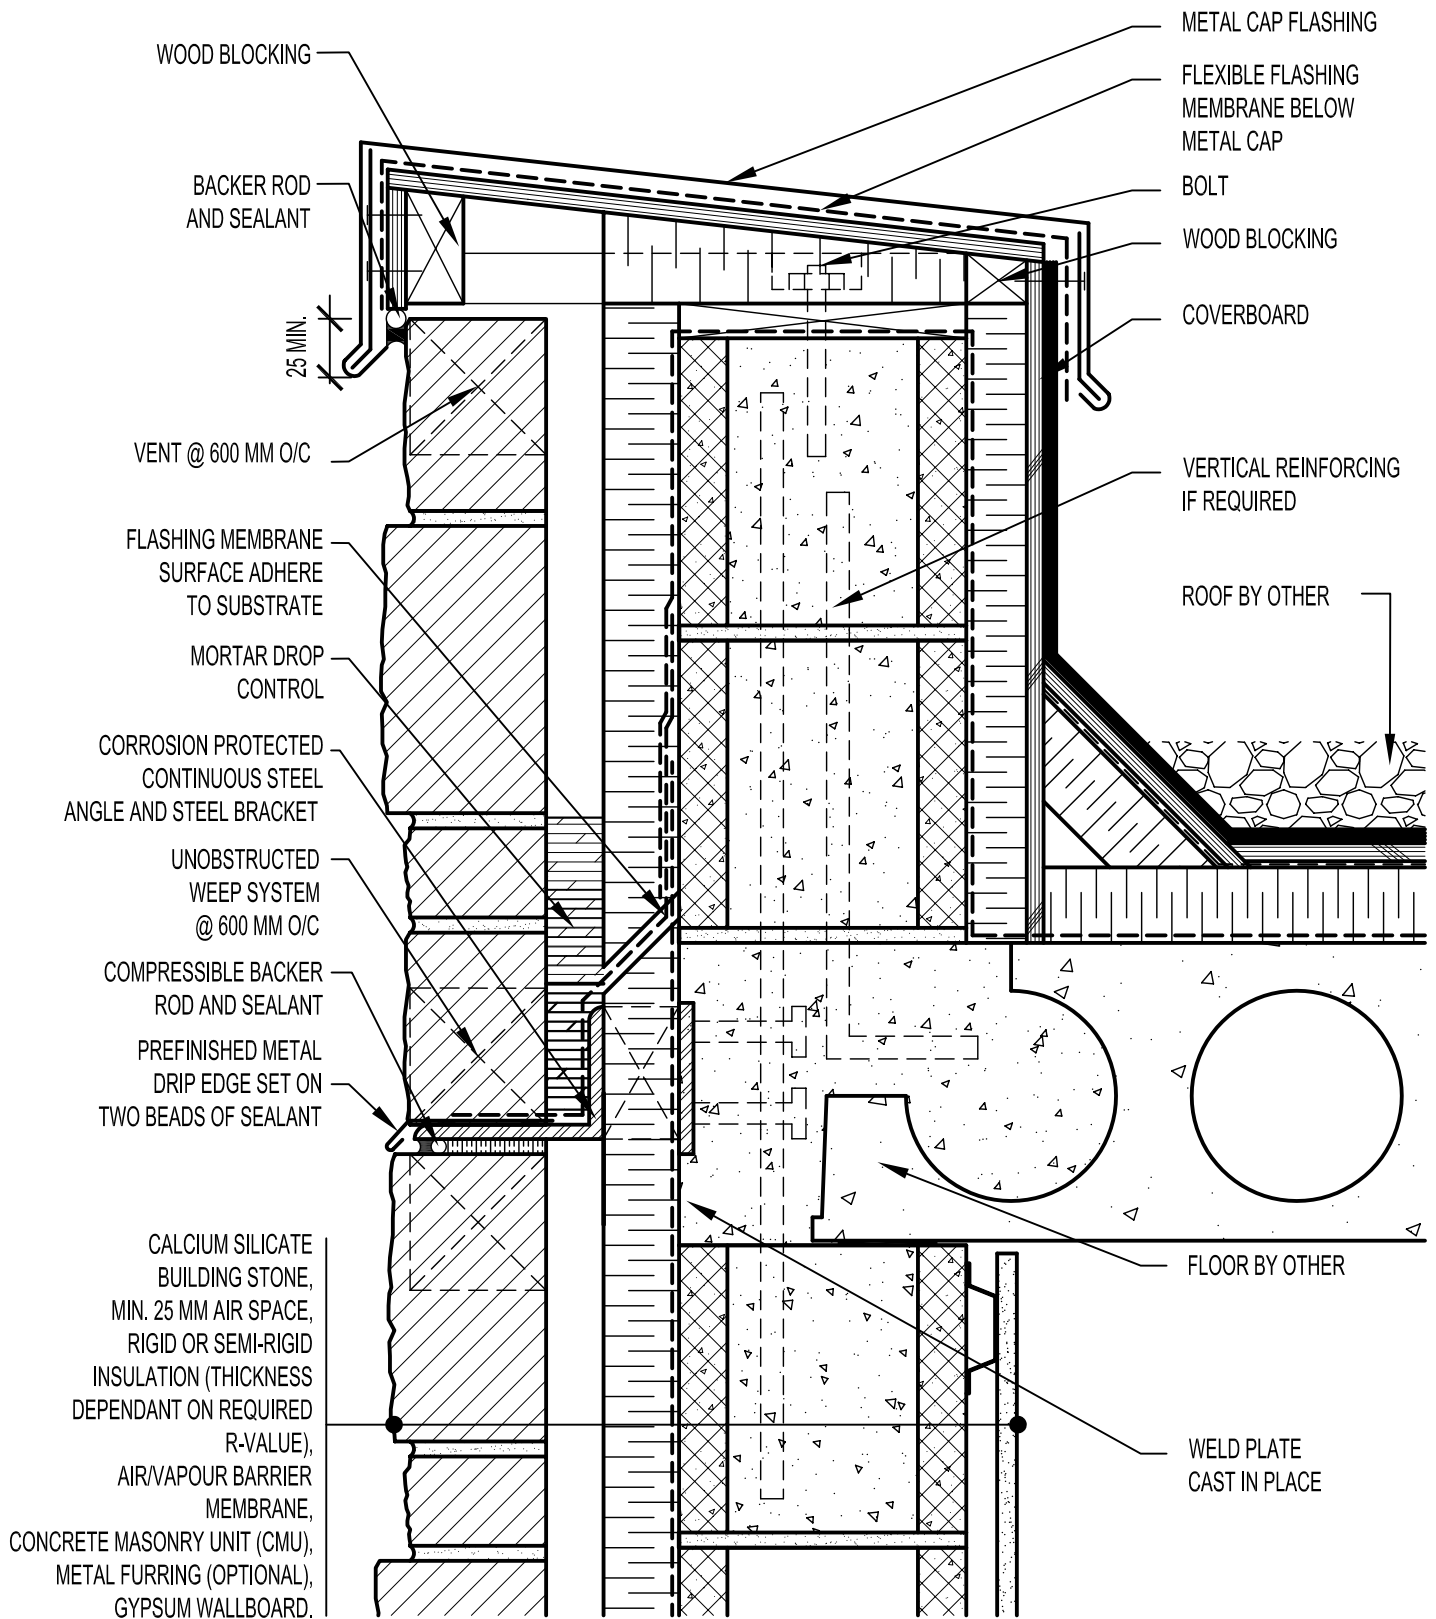 WOOD BLOCKING
BACKER ROD
AND SEALANT
25 MIN.
VENT @ 600 MM O/C
FLASHING MEMBRANE
SURFACE ADHERE
TO SUBSTRATE
MORTAR DROP
CONTROL
CORROSION PROTECTED
CONTINUOUS STEEL
ANGLE AND STEEL BRACKET
UNOBSTRUCTED
WEEP SYSTEM
@ 600 MM O/C
COMPRESSIBLE BACKER
ROD AND SEALANT
PREFINISHED METAL
DRIP EDGE SET ON
TWO BEADS OF SEALANT
CALCIUM SILICATE
BUILDING STONE,
MIN. 25 MM AIR SPACE,
RIGID OR SEMI-RIGID
INSULATION (THICKNESS
DEPENDANT ON REQUIRED
R-VALUE),
AIR/VAPOUR BARRIER
MEMBRANE,
CONCRETE MASONRY UNIT (CMU),
METAL FURRING (OPTIONAL),
GYPSUM WALLBOARD.
METAL CAP FLASHING
FLEXIBLE FLASHING
MEMBRANE BELOW
METAL CAP
BOLT
WOOD BLOCKING
COVERBOARD
VERTICAL REINFORCING
IF REQUIRED
ROOF BY OTHER
FLOOR BY OTHER
WELD PLATE
CAST IN PLACE